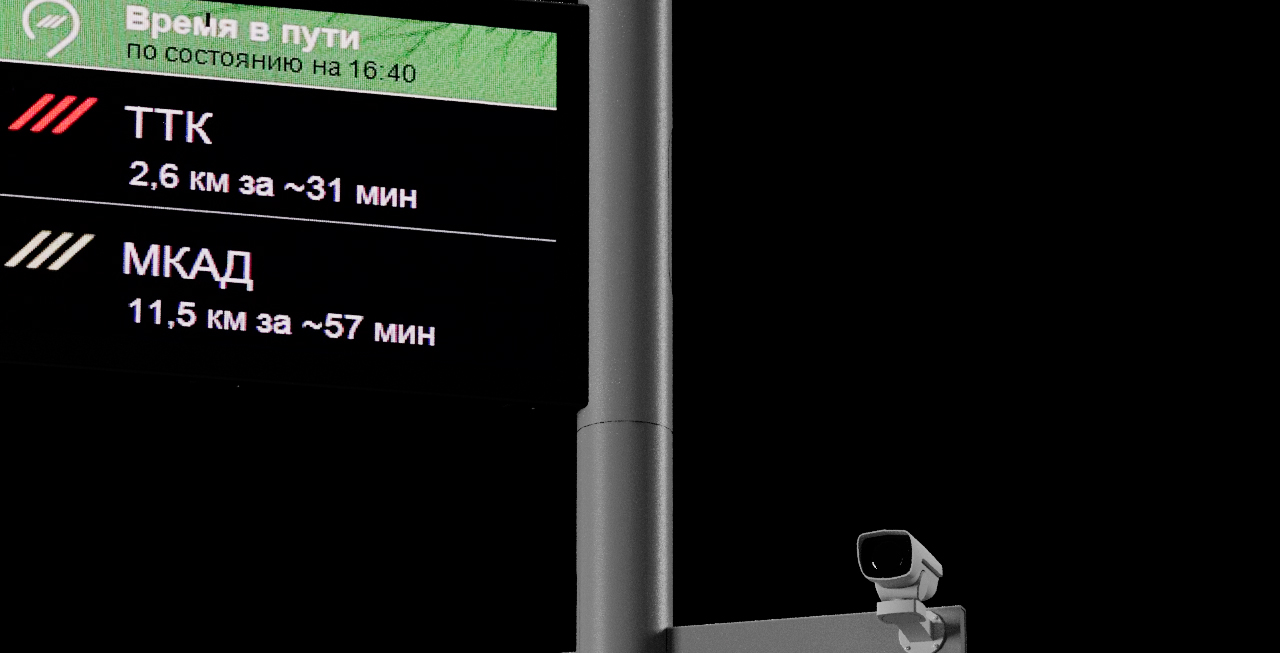 Время в пути
по состоянию на 16:40
ТТК
2,6 км за ~31 мин
МКАД
11,5 км за ~57 мин